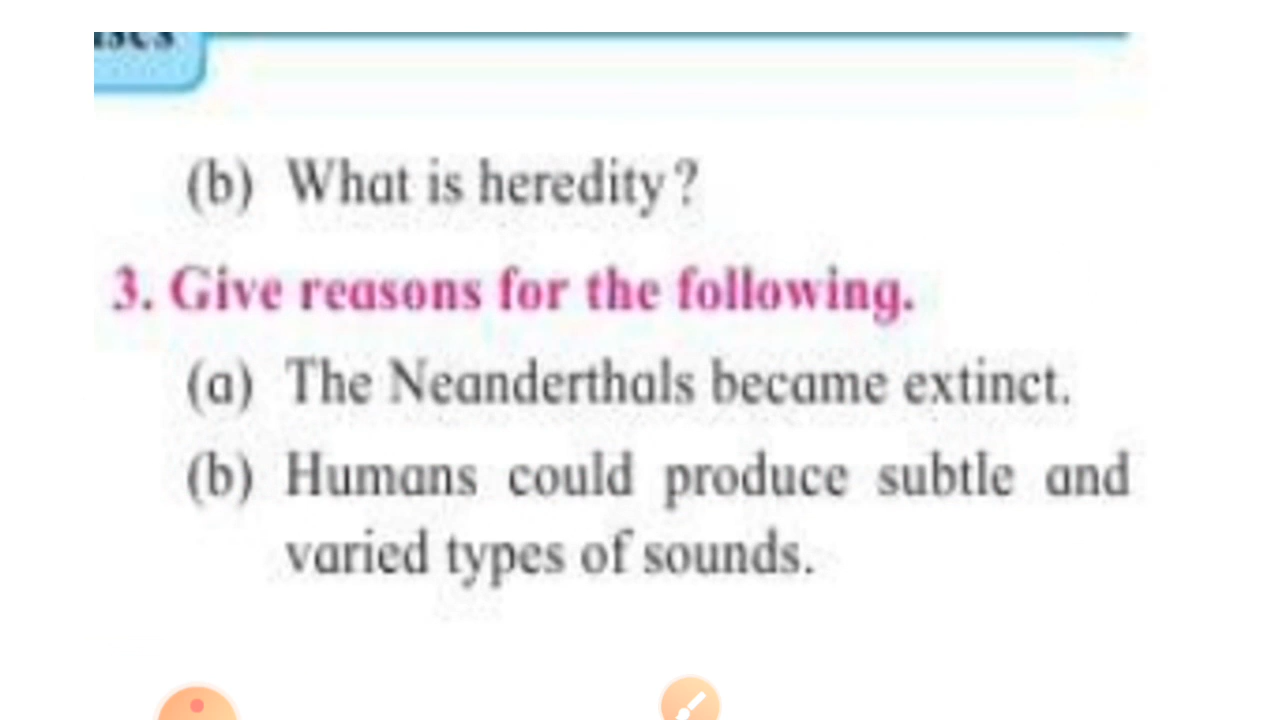 (b) What is heredity?
3. Give reasons for the following.
(a) The Neanderthals became extinct.
(b) Humans could produce subtle and
varied types of sounds.